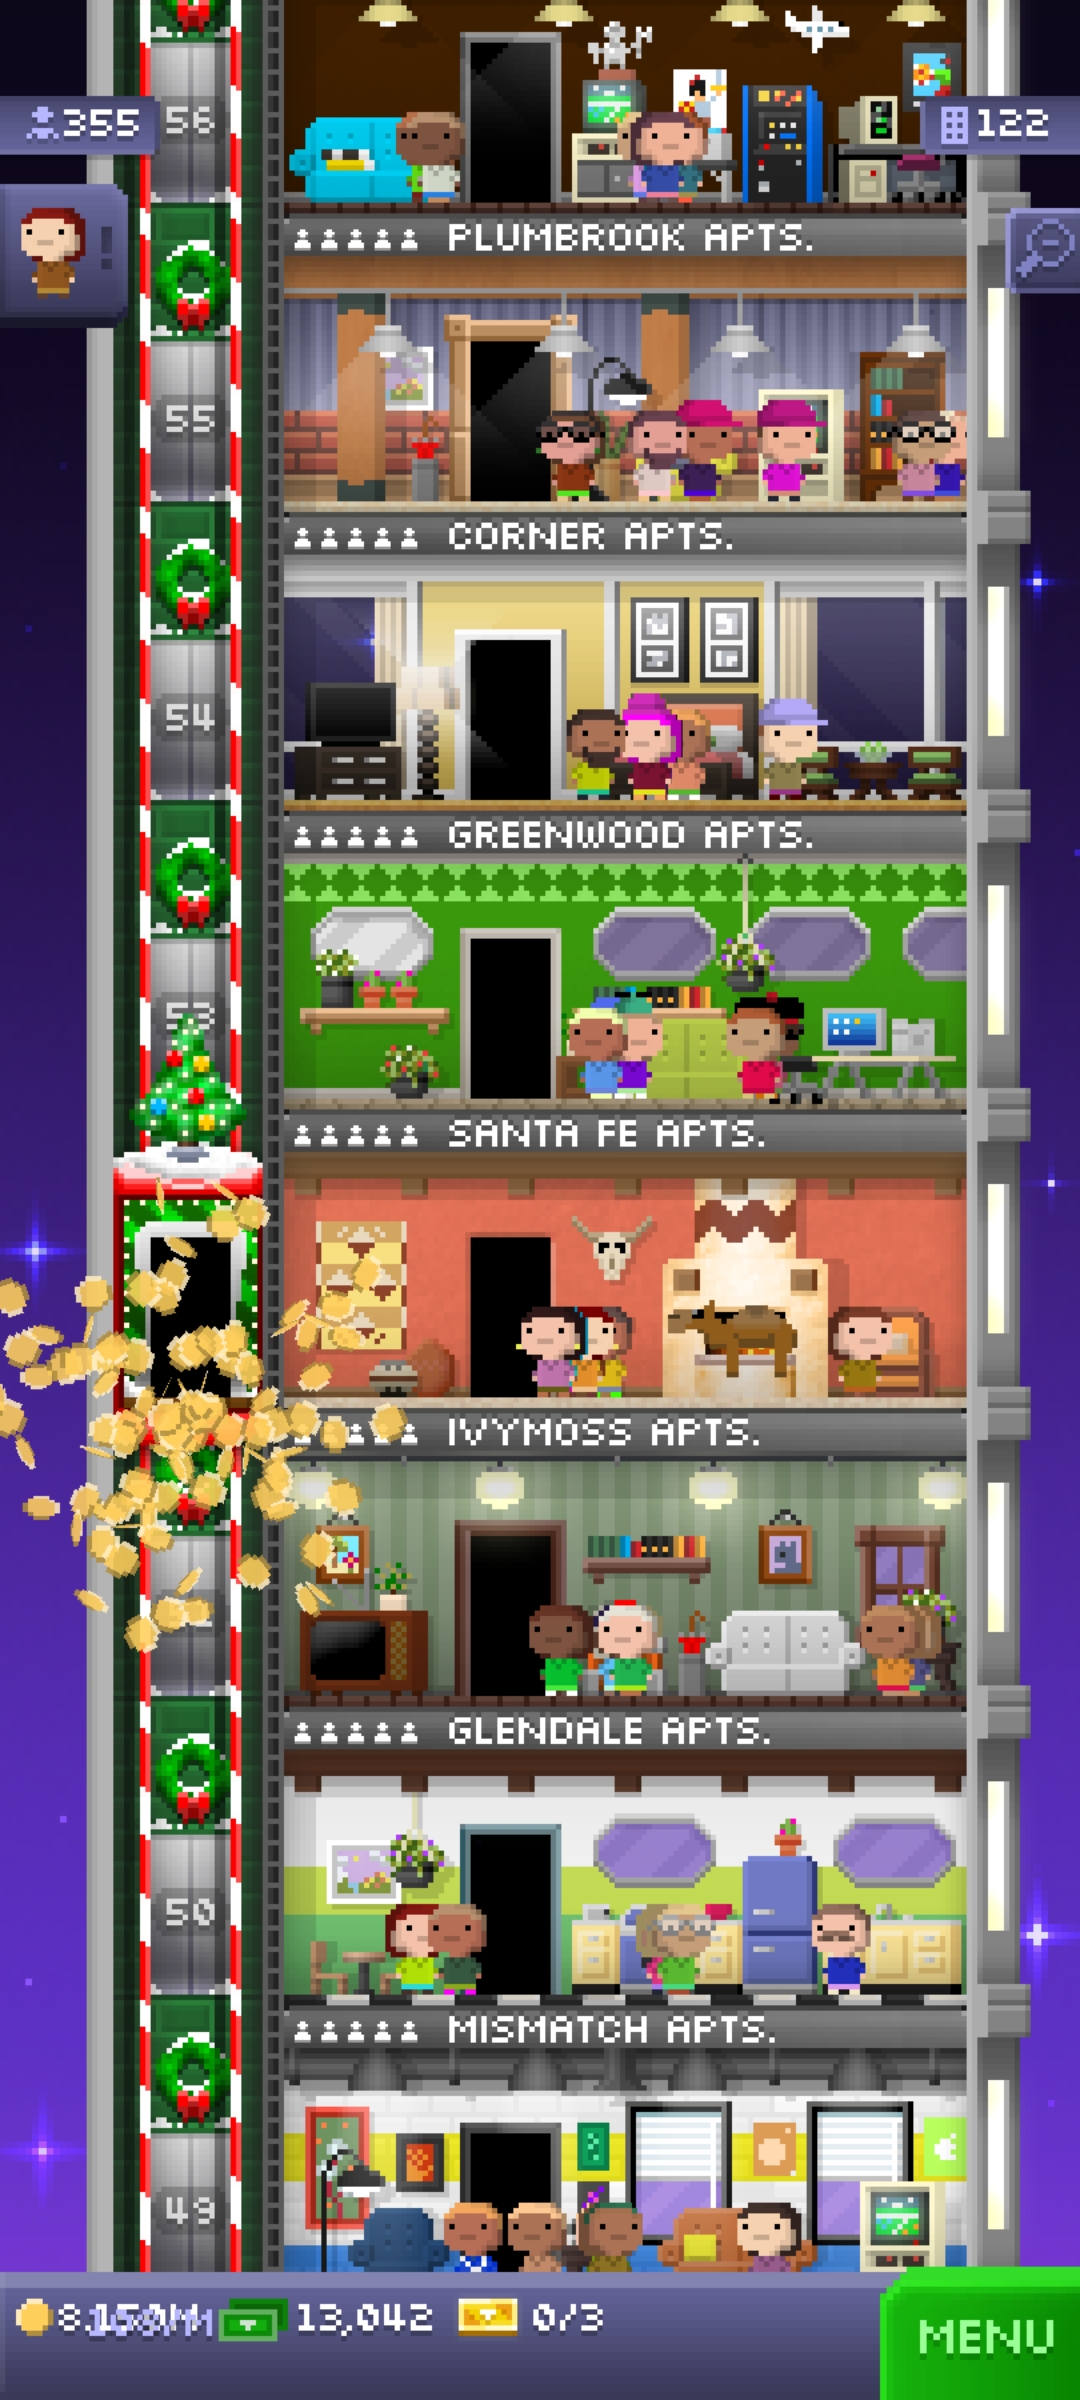 56
355
122
!
PLUMBROOK APTS.
55
CORNER APTS.
54
GREENWOOD APTS.
53
SANTA FE APTS.
IVYMOSS APTS.
GLENDALE APTS.
50
MISMATCH APTS.
49
13,042
0/3
MENU